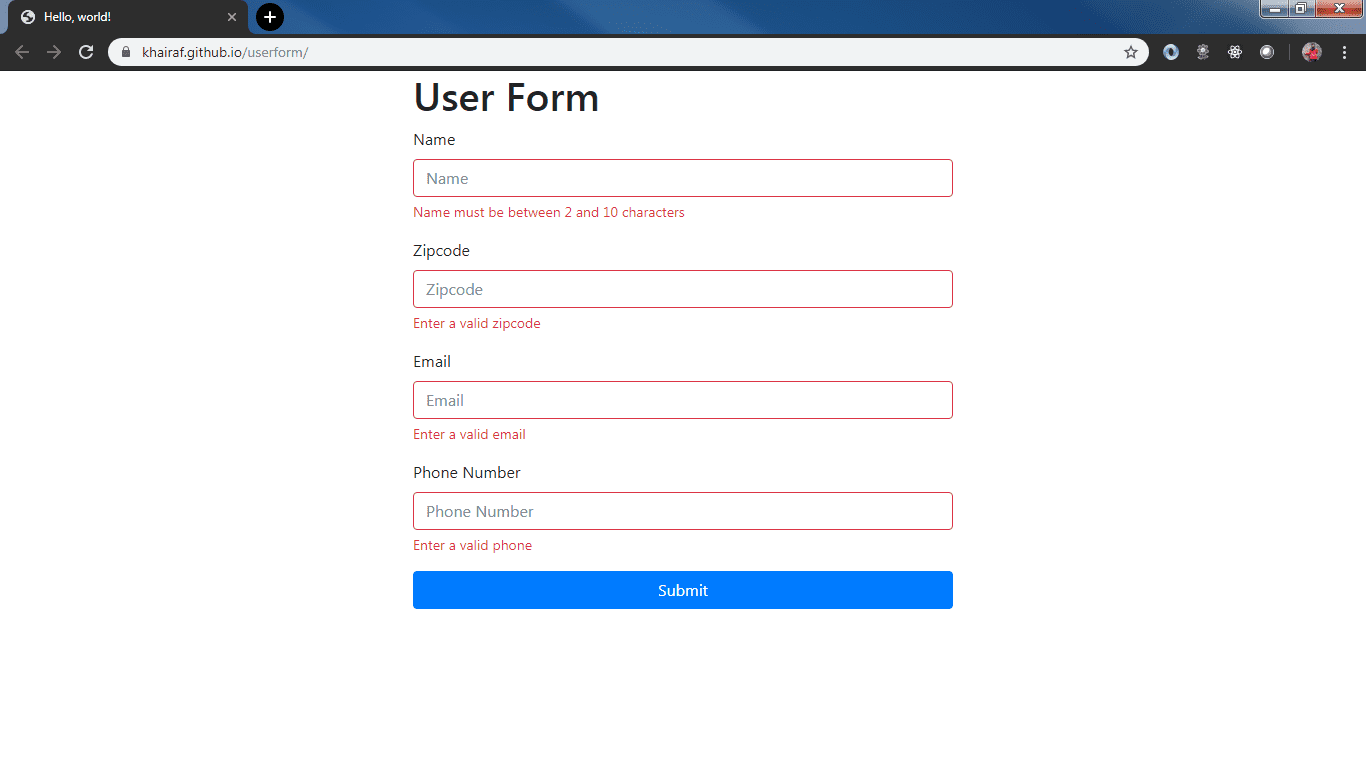 Hello, world!
khairaf.github.io/userform/
User Form
Name
Name
Name must be between 2 and 10 characters
Zipcode
Zipcode
Enter a valid zipcode
Email
Email
Enter a valid email
Phone Number
Phone Number
Enter a valid phone
Submit